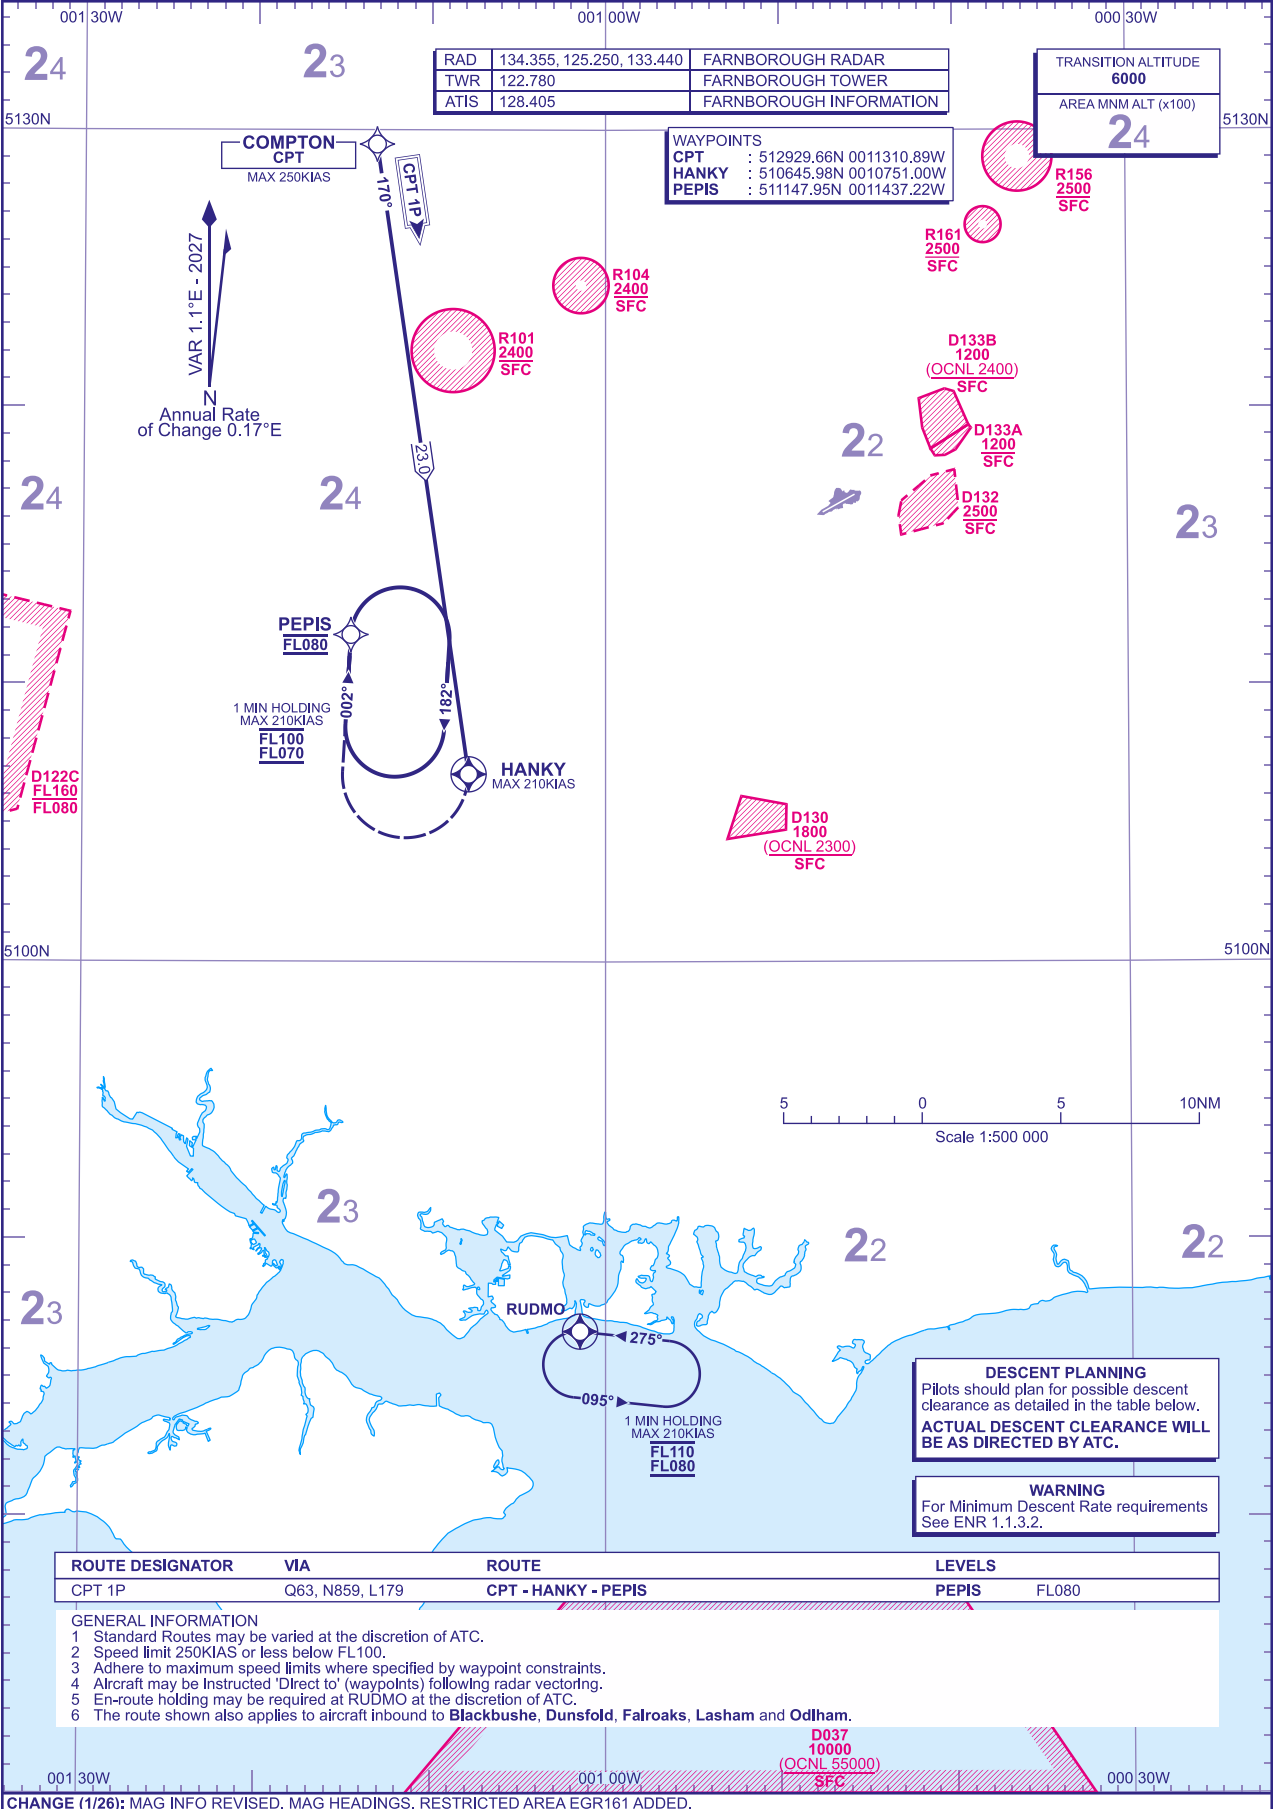 001 30W
001 00W
000 30W
24
23
RAD 134.355, 125.250, 133.440 FARNBOROUGH RADAR
TWR 122.780 FARNBOROUGH TOWER
ATIS 128.405 FARNBOROUGH INFORMATION
TRANSITION ALTITUDE
6000
AREA MNM ALT (x100)
24
5130N
5130N
COMPTON
CPT
MAX 250KIAS
WAYPOINTS
CPT : 512929.66N 0011310.89W
HANKY : 510645.98N 0010751.00W
PEPIS : 511147.95N 0011437.22W
170°
CPT 1P
R156
2500
SFC
R161
2500
SFC
VAR 1.1°E - 2027
N
Annual Rate
of Change 0.17°E
R104
2400
SFC
R101
2400
SFC
D133B
1200
(OCNL 2400)
SFC
D133A
1200
SFC
22
23.0
24
24
D132
2500
SFC
23
PEPIS
FL080
002°
182°
1 MIN HOLDING
MAX 210KIAS
FL100
FL070
HANKY
MAX 210KIAS
D122C
FL160
FL080
D130
1800
(OCNL 2300)
SFC
5100N
5100N
5 0 5 10NM
Scale 1:500 000
23
22
22
23
RUDMO
275°
095°
1 MIN HOLDING
MAX 210KIAS
FL110
FL080
DESCENT PLANNING
Pilots should plan for possible descent
clearance as detailed in the table below.
ACTUAL DESCENT CLEARANCE WILL
BE AS DIRECTED BY ATC.
WARNING
For Minimum Descent Rate requirements
See ENR 1.1.3.2.
ROUTE DESIGNATOR VIA ROUTE LEVELS
CPT 1P Q63, N859, L179 CPT - HANKY - PEPIS PEPIS FL080
GENERAL INFORMATION
1 Standard Routes may be varied at the discretion of ATC.
2 Speed limit 250KIAS or less below FL100.
3 Adhere to maximum speed limits where specified by waypoint constraints.
4 Aircraft may be instructed 'Direct to' (waypoints) following radar vectoring.
5 En-route holding may be required at RUDMO at the discretion of ATC.
6 The route shown also applies to aircraft inbound to Blackbushe, Dunsfold, Fairoaks, Lasham and Odiham.
D037
10000
(OCNL 55000)
SFC
001 30W
001 00W
000 30W
CHANGE (1/26): MAG INFO REVISED. MAG HEADINGS. RESTRICTED AREA EGR161 ADDED.